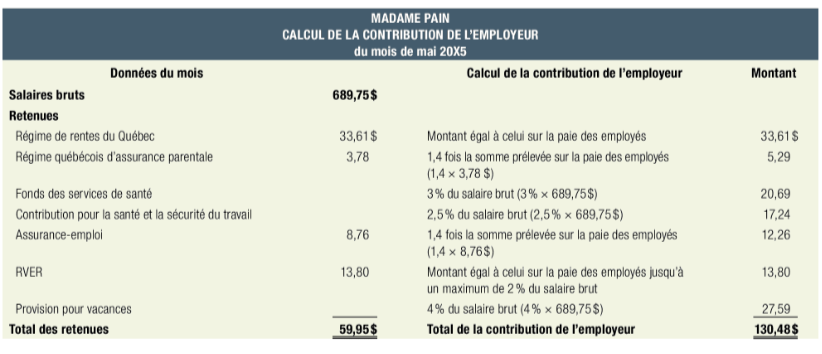 MADAME PAIN
CALCUL DE LA CONTRIBUTION DE L'EMPLOYEUR
du mois de mai 20X5
Données du mois Calcul de la contribution de l'employeur Montant
Salaires bruts 689,75 $
Retenues
Régime de rentes du Québec 33,61 $ Montant égal à celui sur la paie des employés 33,61 $
Régime québécois d'assurance parentale 3,78 1,4 fois la somme prélevée sur la paie des employés 5,29
(1,4 × 3,78 $)
Fonds des services de santé 3 % du salaire brut (3 % × 689,75 $) 20,69
Contribution pour la santé et la sécurité du travail 2,5 % du salaire brut (2,5 % × 689,75 $) 17,24
Assurance-emploi 8,76 1,4 fois la somme prélevée sur la paie des employés 12,26
(1,4 × 8,76 $)
RVER 13,80 Montant égal à celui sur la paie des employés jusqu'à 13,80
un maximum de 2 % du salaire brut
Provision pour vacances 4 % du salaire brut (4 % × 689,75 $) 27,59
Total des retenues 59,95 $ Total de la contribution de l'employeur 130,48 $